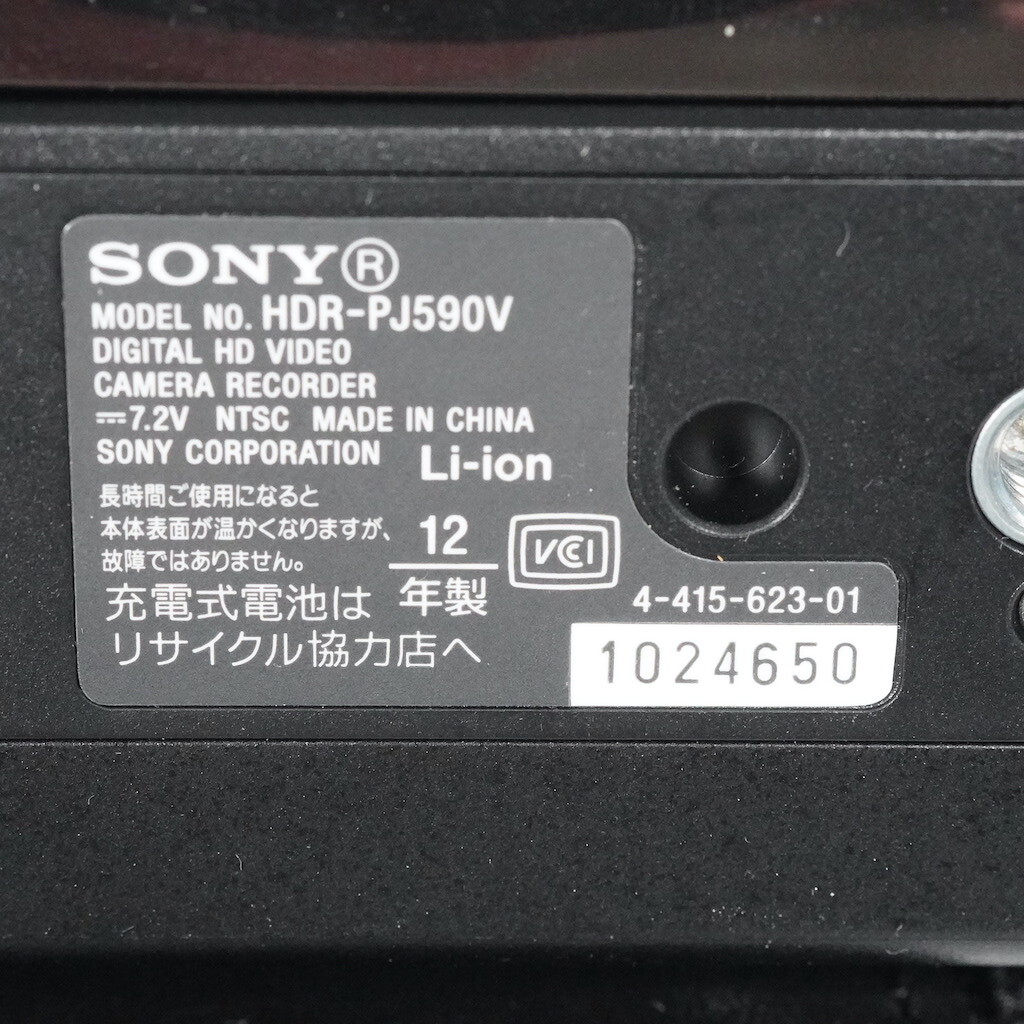 SONY®
MODEL NO. HDR-PJ590V
DIGITAL HD VIDEO
CAMERA RECORDER
⎓7.2V NTSC MADE IN CHINA
SONY CORPORATION
Li-ion
長時間ご使用になると
本体表面が温かくなりますが、
故障ではありません。
12
年製
VCCI
充電式電池は
リサイクル協力店へ
4-415-623-01
1024650